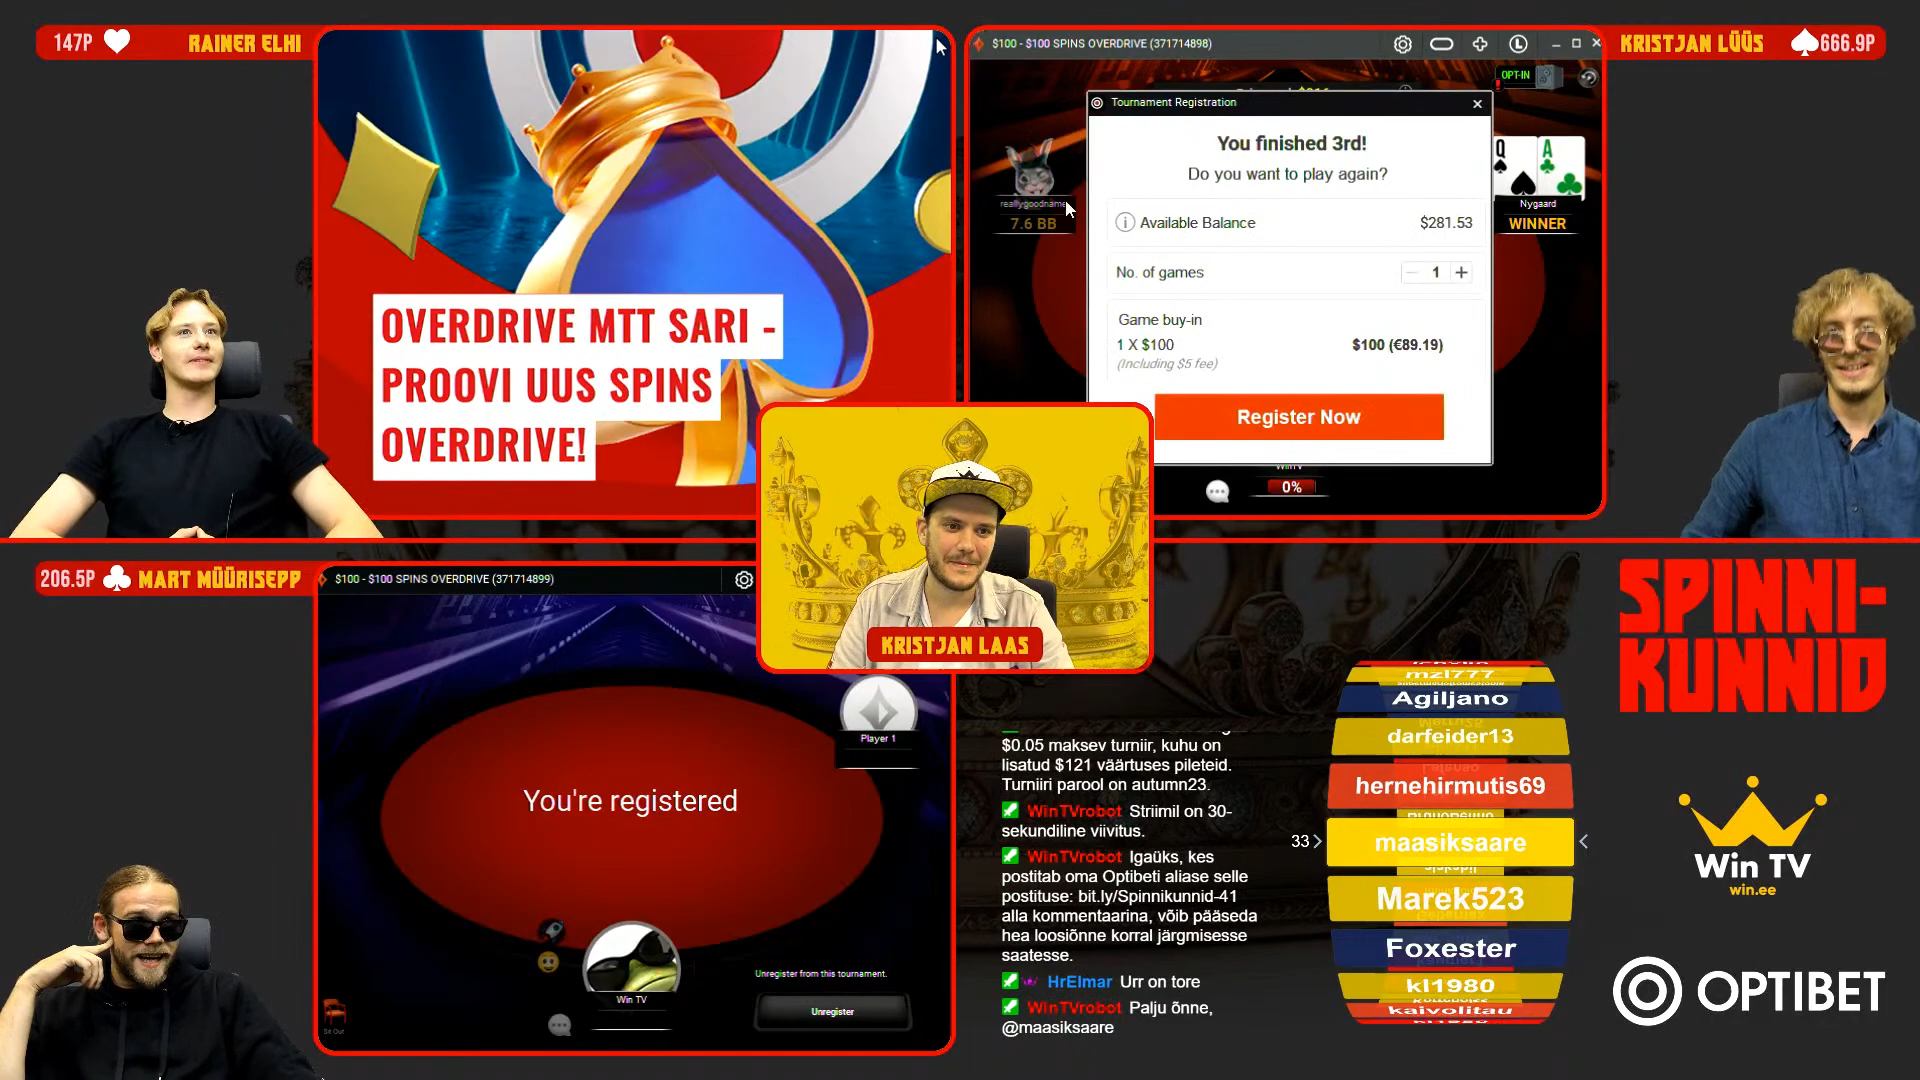 147P
RAINER ELHI
OVERDRIVE MTT SARI -
PROOVI UUS SPINS
OVERDRIVE!
$100 - $100 SPINS OVERDRIVE (371714898)
KRISTJAN LÜÜS
666.9P
OPT-IN
Tournament Registration
You finished 3rd!
Do you want to play again?
Available Balance
$281.53
No. of games
1
Game buy-in
1 X $100
$100 (€89.19)
(Including $5 fee)
Register Now
reallygoodname
7.6 BB
Q
A
Nygaard
WINNER
WinTV
0%
KRISTJAN LAAS
206.5P
MART MÜÜRISEPP
$100 - $100 SPINS OVERDRIVE (371714899)
Player 1
You're registered
Win TV
Sit Out
Unregister from this tournament.
Unregister
$0.05 maksev turniir, kuhu on
lisatud $121 väärtuses pileteid.
Turniiri parool on autumn23.
WinTVrobot Striimil on 30-
sekundiline viivitus.
WinTVrobot Igaüks, kes
postitab oma Optibeti aliase selle
postituse: bit.ly/Spinnikunnid-41
alla kommentaarina, võib pääseda
hea loosiõnne korral järgmisesse
saatesse.
HrElmar Urr on tore
WinTVrobot Palju õnne,
@maasiksaare
mzl777
Agiljano
darfeider13
hernehirmutis69
33
maasiksaare
Marek523
Foxester
kl1980
kaivolitau
SPINNI-
KUNNID
Win TV
win.ee
OPTIBET